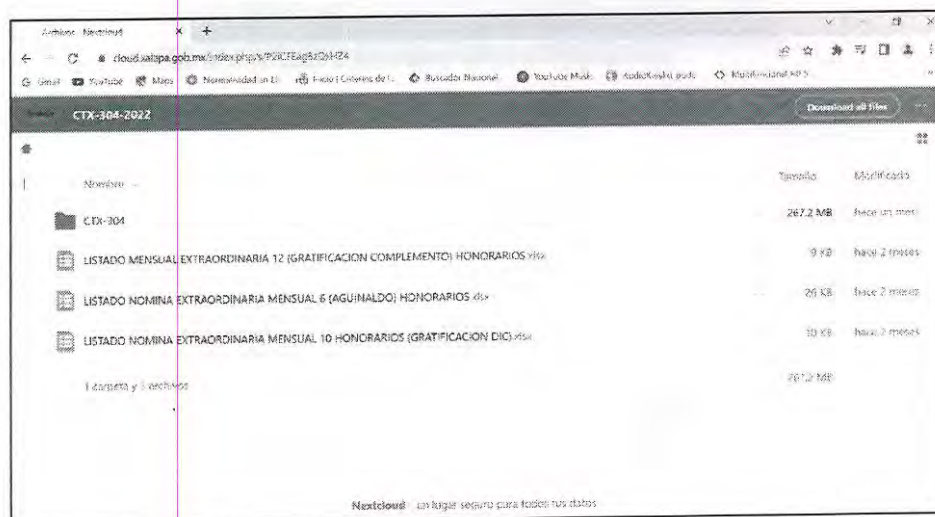 Archivos - Nextcloud
cloud.xalapa.gob.mx/index.php/s/
Gmail YouTube Maps Normatividad en Buscador Nacional YouTube Music
CTX-304-2022 Download all files
Nombre Tamaño Modificado
CTX-304 267.2 MB hace un mes
LISTADO MENSUAL EXTRAORDINARIA 12 (GRATIFICACION COMPLEMENTO) HONORARIOS.xlsx 9 KB hace 2 meses
LISTADO NOMINA EXTRAORDINARIA MENSUAL 6 (AGUINALDO) HONORARIOS.xlsx 26 KB hace 2 meses
LISTADO NOMINA EXTRAORDINARIA MENSUAL 10 HONORARIOS (GRATIFICACION DIC).xlsx 10 KB hace 2 meses
1 carpeta y 3 archivos 267.2 MB
Nextcloud - un lugar seguro para todos tus datos